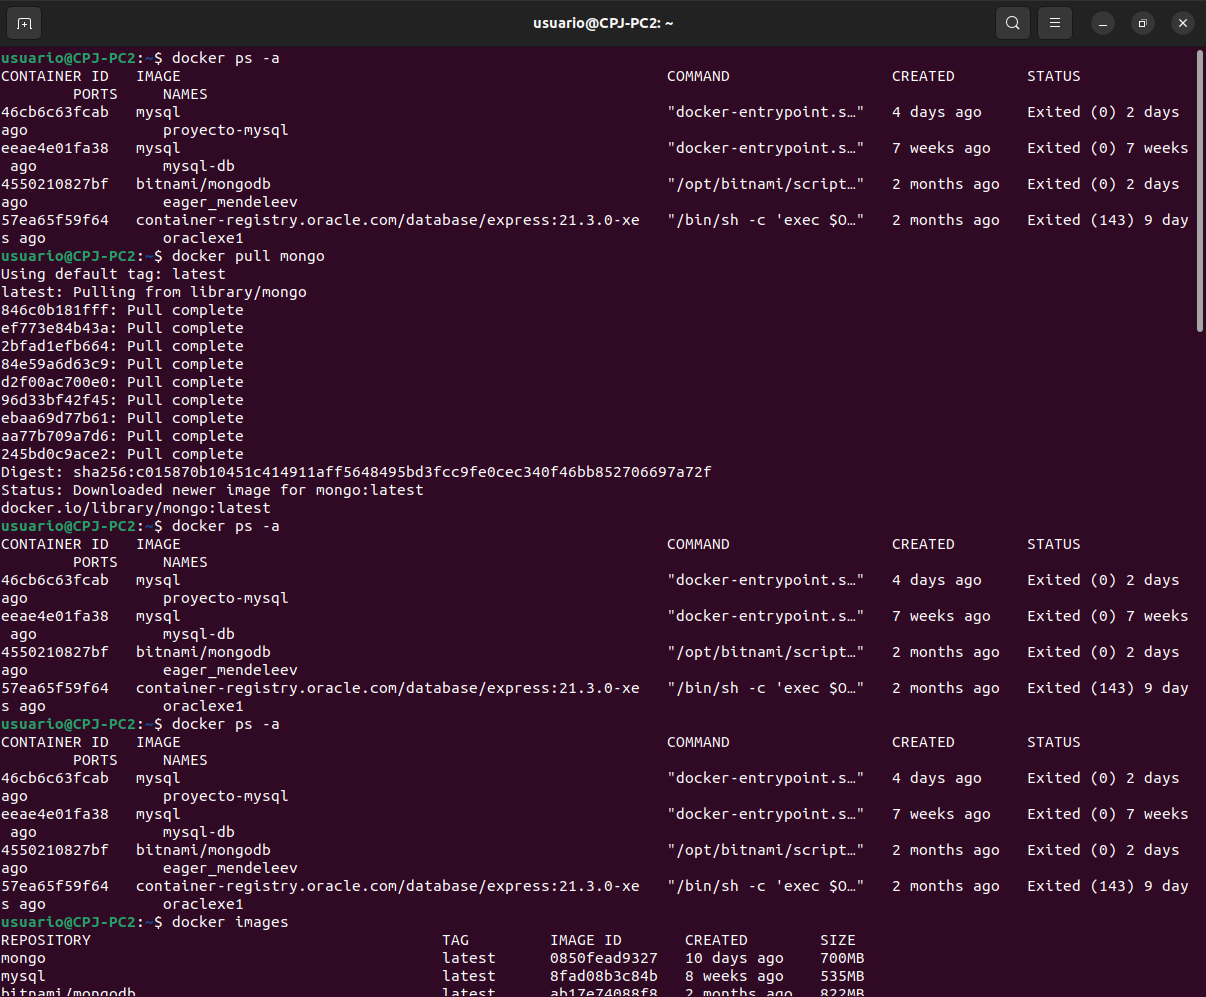 usuario@CPJ-PC2: ~
usuario@CPJ-PC2:~$ docker ps -a
CONTAINER ID   IMAGE                                                      COMMAND                  CREATED        STATUS
        PORTS     NAMES
46cb6c63fcab   mysql                                                      "docker-entrypoint.s…"   4 days ago     Exited (0) 2 days
ago               proyecto-mysql
eeae4e01fa38   mysql                                                      "docker-entrypoint.s…"   7 weeks ago    Exited (0) 7 weeks
 ago              mysql-db
4550210827bf   bitnami/mongodb                                            "/opt/bitnami/script…"   2 months ago   Exited (0) 2 days
ago               eager_mendeleev
57ea65f59f64   container-registry.oracle.com/database/express:21.3.0-xe   "/bin/sh -c 'exec $O…"   2 months ago   Exited (143) 9 day
s ago             oraclexe1
usuario@CPJ-PC2:~$ docker pull mongo
Using default tag: latest
latest: Pulling from library/mongo
846c0b181fff: Pull complete
ef773e84b43a: Pull complete
2bfad1efb664: Pull complete
84e59a6d63c9: Pull complete
d2f00ac700e0: Pull complete
96d33bf42f45: Pull complete
ebaa69d77b61: Pull complete
aa77b709a7d6: Pull complete
245bd0c9ace2: Pull complete
Digest: sha256:c015870b10451c414911aff5648495bd3fcc9fe0cec340f46bb852706697a72f
Status: Downloaded newer image for mongo:latest
docker.io/library/mongo:latest
usuario@CPJ-PC2:~$ docker ps -a
CONTAINER ID   IMAGE                                                      COMMAND                  CREATED        STATUS
        PORTS     NAMES
46cb6c63fcab   mysql                                                      "docker-entrypoint.s…"   4 days ago     Exited (0) 2 days
ago               proyecto-mysql
eeae4e01fa38   mysql                                                      "docker-entrypoint.s…"   7 weeks ago    Exited (0) 7 weeks
 ago              mysql-db
4550210827bf   bitnami/mongodb                                            "/opt/bitnami/script…"   2 months ago   Exited (0) 2 days
ago               eager_mendeleev
57ea65f59f64   container-registry.oracle.com/database/express:21.3.0-xe   "/bin/sh -c 'exec $O…"   2 months ago   Exited (143) 9 day
s ago             oraclexe1
usuario@CPJ-PC2:~$ docker ps -a
CONTAINER ID   IMAGE                                                      COMMAND                  CREATED        STATUS
        PORTS     NAMES
46cb6c63fcab   mysql                                                      "docker-entrypoint.s…"   4 days ago     Exited (0) 2 days
ago               proyecto-mysql
eeae4e01fa38   mysql                                                      "docker-entrypoint.s…"   7 weeks ago    Exited (0) 7 weeks
 ago              mysql-db
4550210827bf   bitnami/mongodb                                            "/opt/bitnami/script…"   2 months ago   Exited (0) 2 days
ago               eager_mendeleev
57ea65f59f64   container-registry.oracle.com/database/express:21.3.0-xe   "/bin/sh -c 'exec $O…"   2 months ago   Exited (143) 9 day
s ago             oraclexe1
usuario@CPJ-PC2:~$ docker images
REPOSITORY                                       TAG         IMAGE ID       CREATED        SIZE
mongo                                            latest      0850fead9327   10 days ago    700MB
mysql                                            latest      8fad08b3c84b   8 weeks ago    535MB
bitnami/mongodb                                  latest      ab17e74088f8   2 months ago   822MB